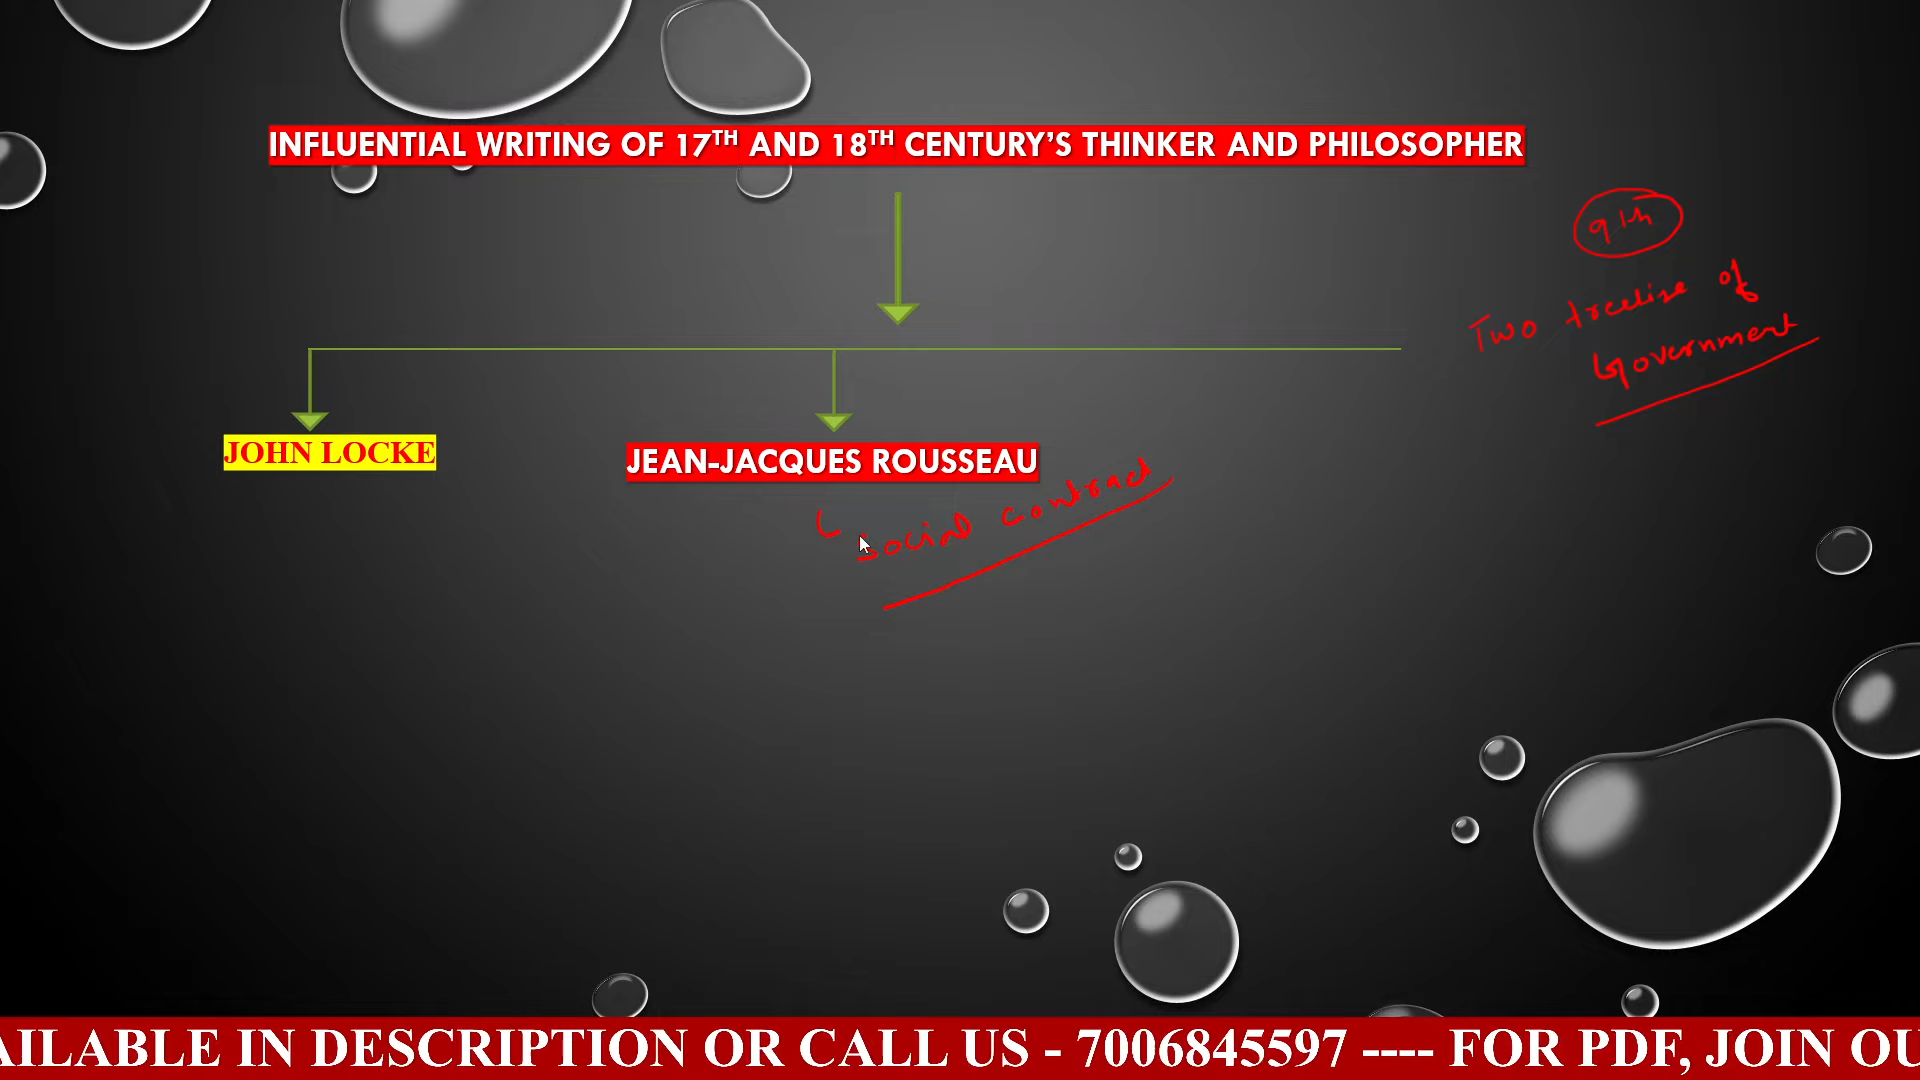 INFLUENTIAL WRITING OF 17TH AND 18TH CENTURY'S THINKER AND PHILOSOPHER
9th
Two treetise of
Government
JOHN LOCKE
JEAN-JACQUES ROUSSEAU
social contract
AILABLE IN DESCRIPTION OR CALL US - 7006845597 ---- FOR PDF, JOIN OU